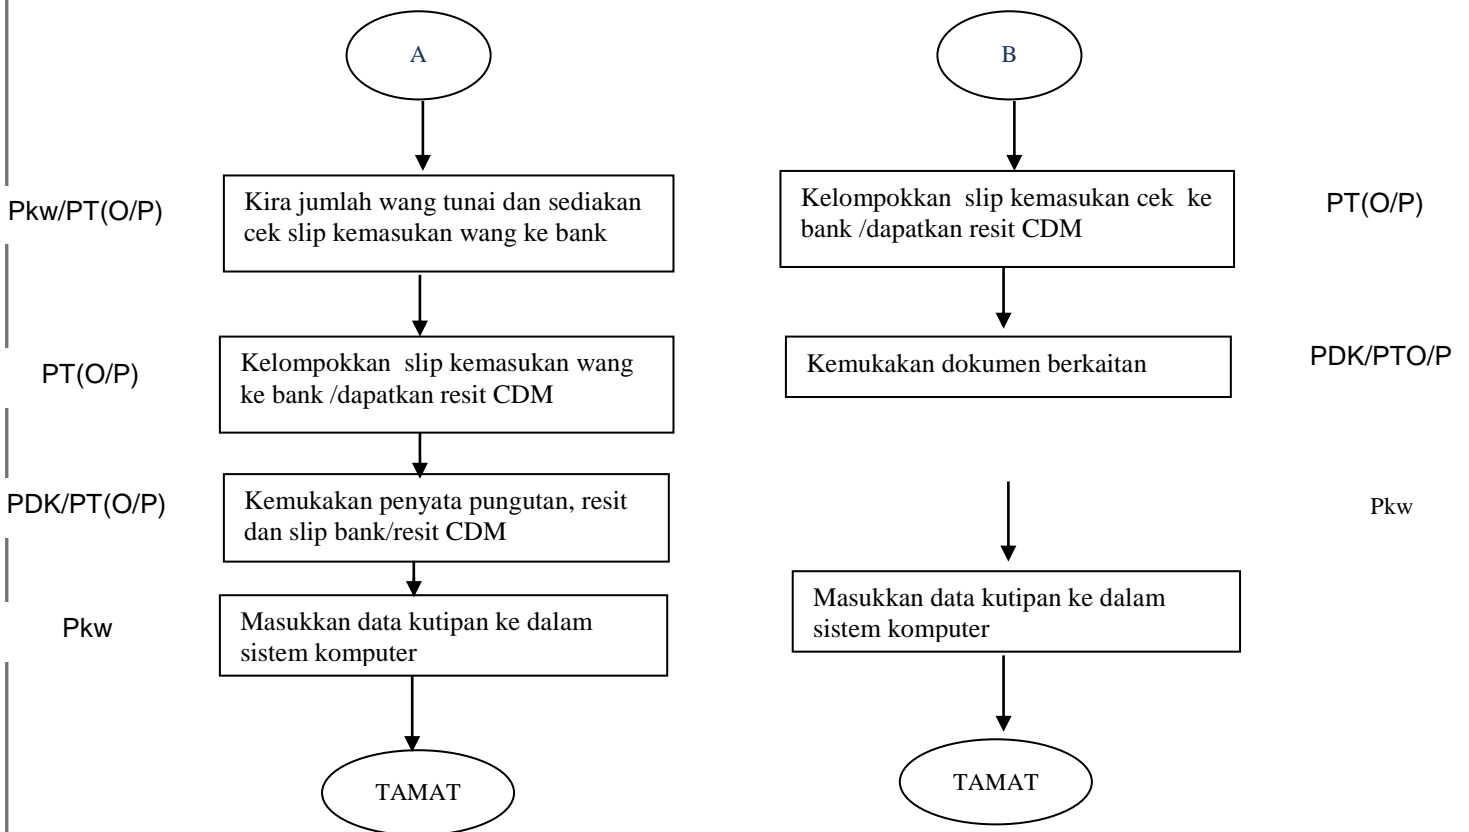 A
B
Pkw/PT(O/P)
Kira jumlah wang tunai dan sediakan
cek slip kemasukan wang ke bank
Kelompokkan slip kemasukan cek ke
bank /dapatkan resit CDM
PT(O/P)
PT(O/P)
Kelompokkan slip kemasukan wang
ke bank /dapatkan resit CDM
Kemukakan dokumen berkaitan
PDK/PTO/P
PDK/PT(O/P)
Kemukakan penyata pungutan, resit
dan slip bank/resit CDM
Pkw
Pkw
Masukkan data kutipan ke dalam
sistem komputer
Masukkan data kutipan ke dalam
sistem komputer
TAMAT
TAMAT